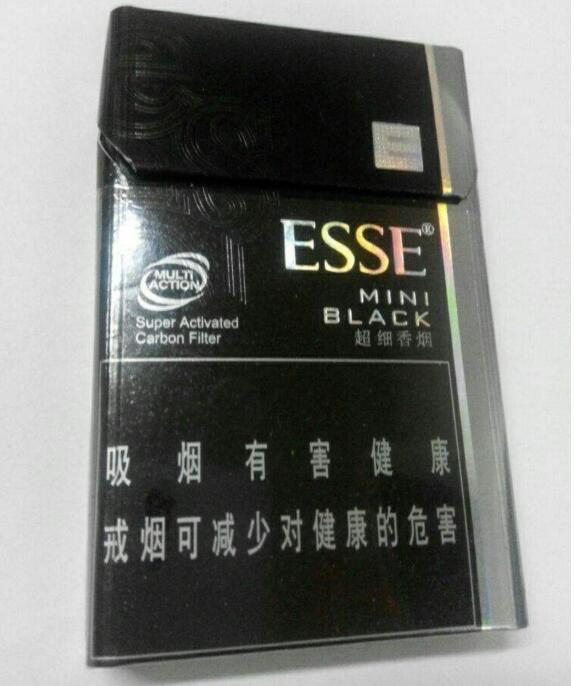 ESSE®
MINI
BLACK
超细香烟
MULTI
ACTION
Super Activated
Carbon Filter
吸烟有害健康
戒烟可减少对健康的危害